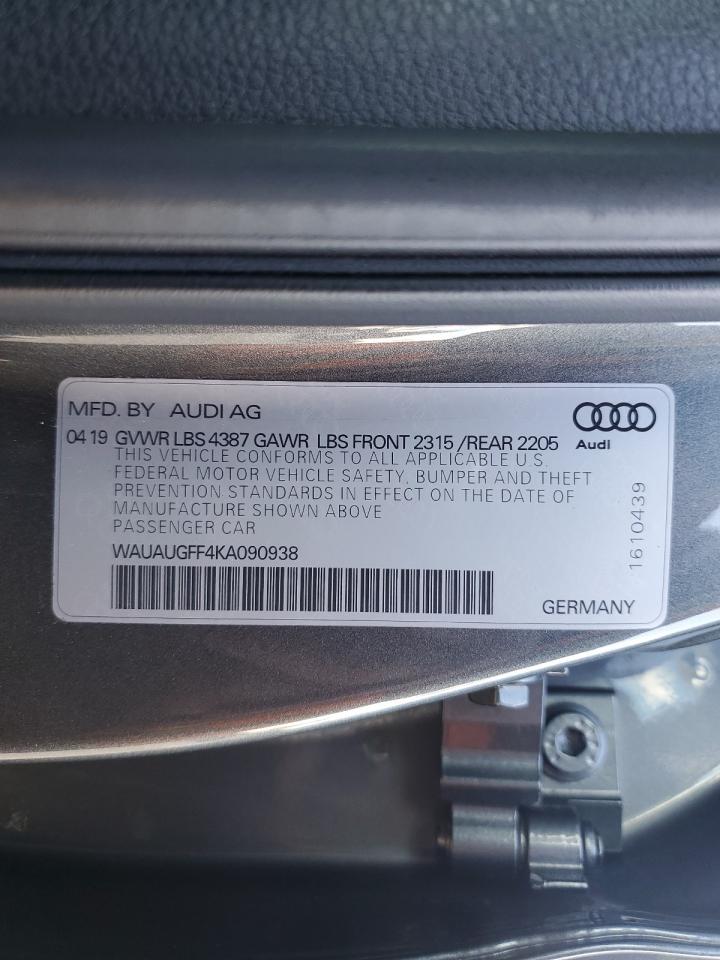 MFD. BY AUDI AG
04 19 GVWR LBS 4387 GAWR LBS FRONT 2315 /REAR 2205
Audi
THIS VEHICLE CONFORMS TO ALL APPLICABLE U.S.
FEDERAL MOTOR VEHICLE SAFETY, BUMPER AND THEFT
PREVENTION STANDARDS IN EFFECT ON THE DATE OF
MANUFACTURE SHOWN ABOVE
PASSENGER CAR
WAUAUGFF4KA090938
1610439
GERMANY